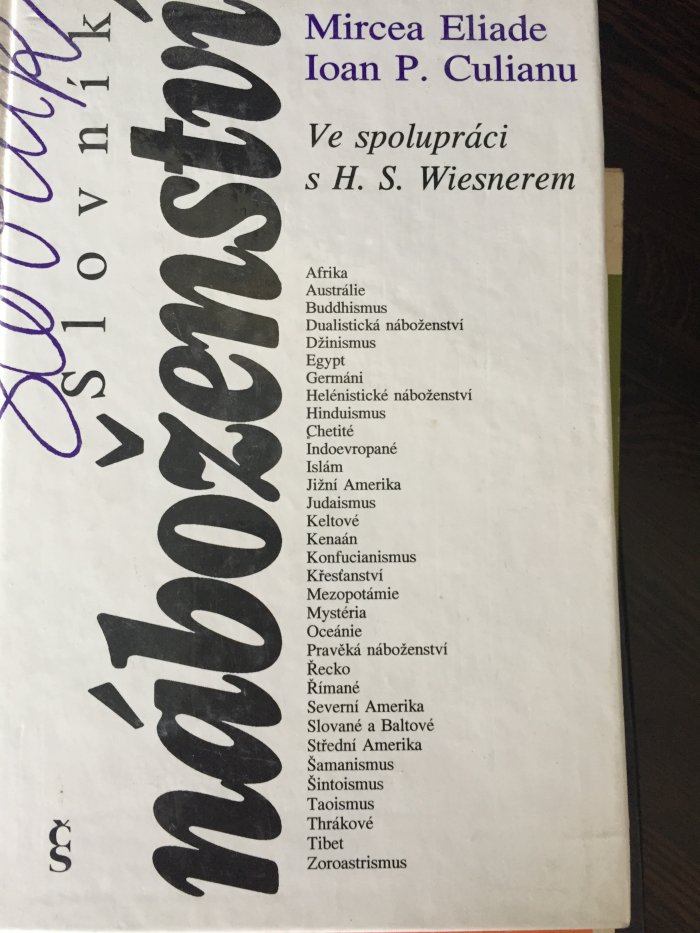 Mircea Eliade
Ioan P. Culianu
Ve spolupráci
s H. S. Wiesnerem
Slovník
náboženství
Afrika
Austrálie
Buddhismus
Dualistická náboženství
Džinismus
Egypt
Germáni
Helénistické náboženství
Hinduismus
Chetité
Indoevropané
Islám
Jižní Amerika
Judaismus
Keltové
Kenaán
Konfucianismus
Křesťanství
Mezopotámie
Mystéria
Oceánie
Pravěká náboženství
Řecko
Římané
Severní Amerika
Slované a Baltové
Střední Amerika
Šamanismus
Šintoismus
Taoismus
Thrákové
Tibet
Zoroastrismus
ČS